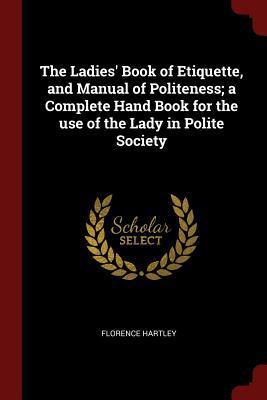 The Ladies' Book of Etiquette,
and Manual of Politeness; a
Complete Hand Book for the
use of the Lady in Polite
Society
Scholar
SELECT
FLORENCE HARTLEY